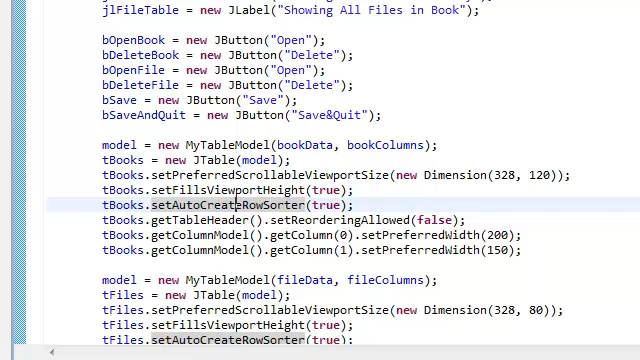 jlFileTable = new JLabel("Showing All Files in Book");
bOpenBook = new JButton("Open");
bDeleteBook = new JButton("Delete");
bOpenFile = new JButton("Open");
bDeleteFile = new JButton("Delete");
bSave = new JButton("Save");
bSaveAndQuit = new JButton("Save&Quit");
model = new MyTableModel(bookData, bookColumns);
tBooks = new JTable(model);
tBooks.setPreferredScrollableViewportSize(new Dimension(328, 120));
tBooks.setFillsViewportHeight(true);
tBooks.setAutoCreateRowSorter(true);
tBooks.getTableHeader().setReorderingAllowed(false);
tBooks.getColumnModel().getColumn(0).setPreferredWidth(200);
tBooks.getColumnModel().getColumn(1).setPreferredWidth(150);
model = new MyTableModel(fileData, fileColumns);
tFiles = new JTable(model);
tFiles.setPreferredScrollableViewportSize(new Dimension(328, 80));
tFiles.setFillsViewportHeight(true);
tFiles.setAutoCreateRowSorter(true);